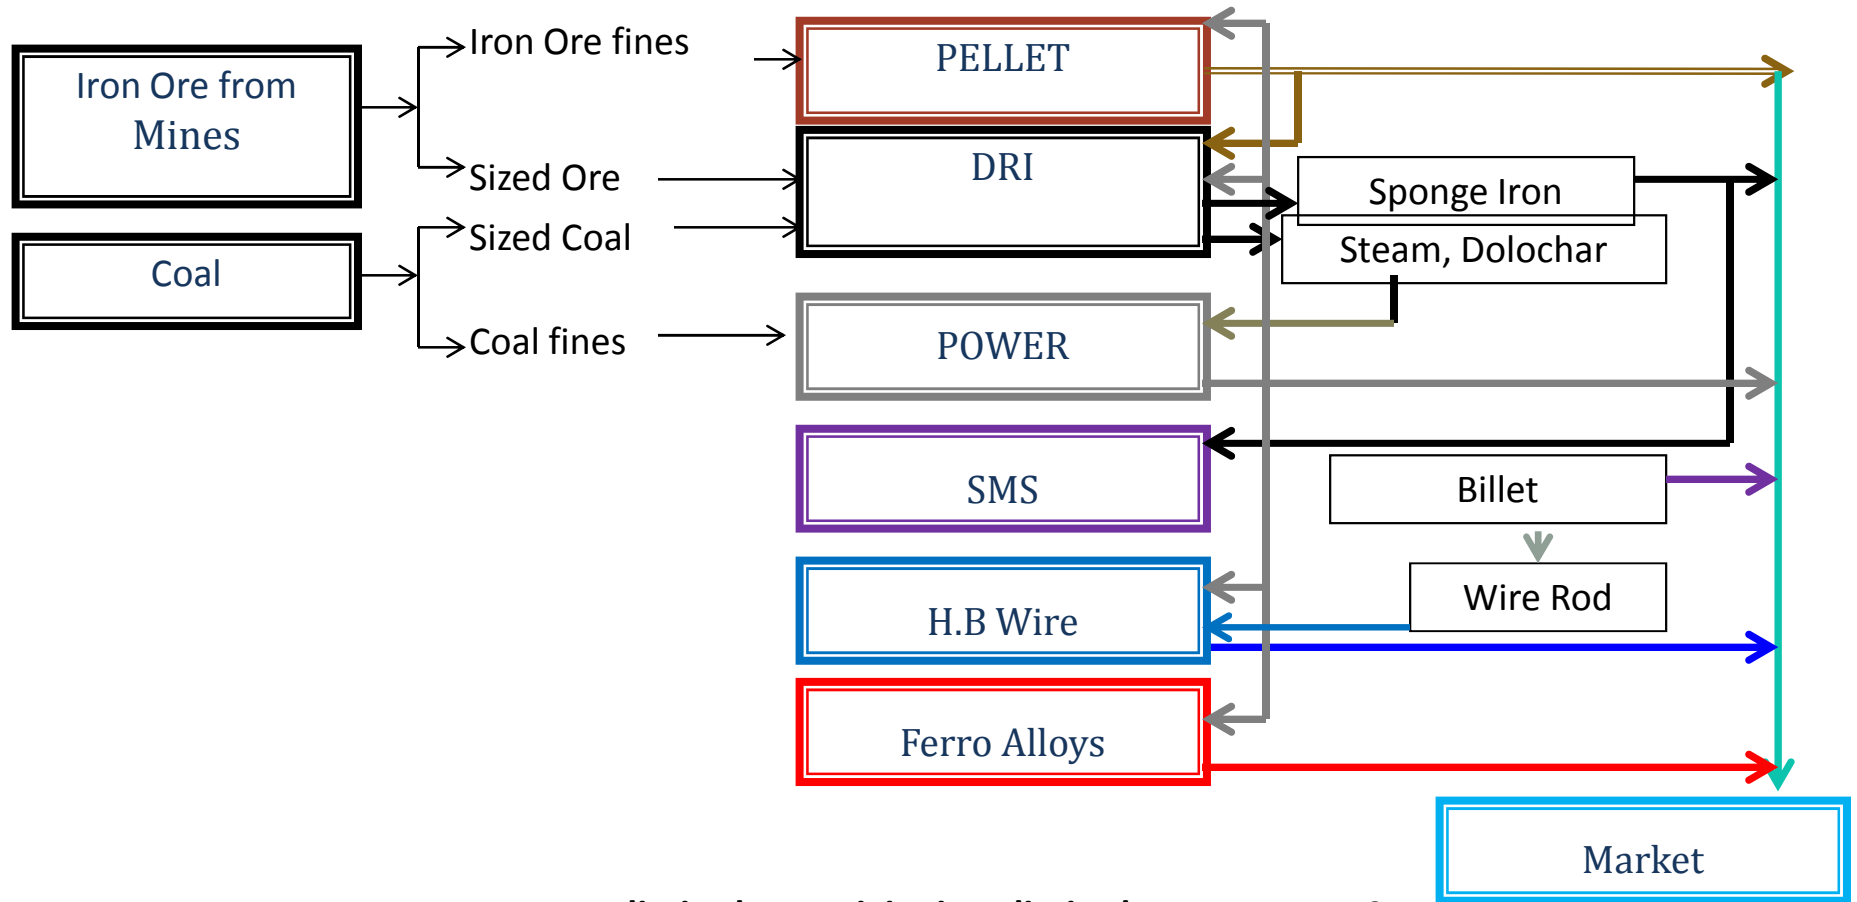 Iron Ore from
Mines
Coal
Iron Ore fines
Sized Ore
Sized Coal
Coal fines
PELLET
DRI
POWER
SMS
H.B Wire
Ferro Alloys
Sponge Iron
Steam, Dolochar
Billet
Wire Rod
Market